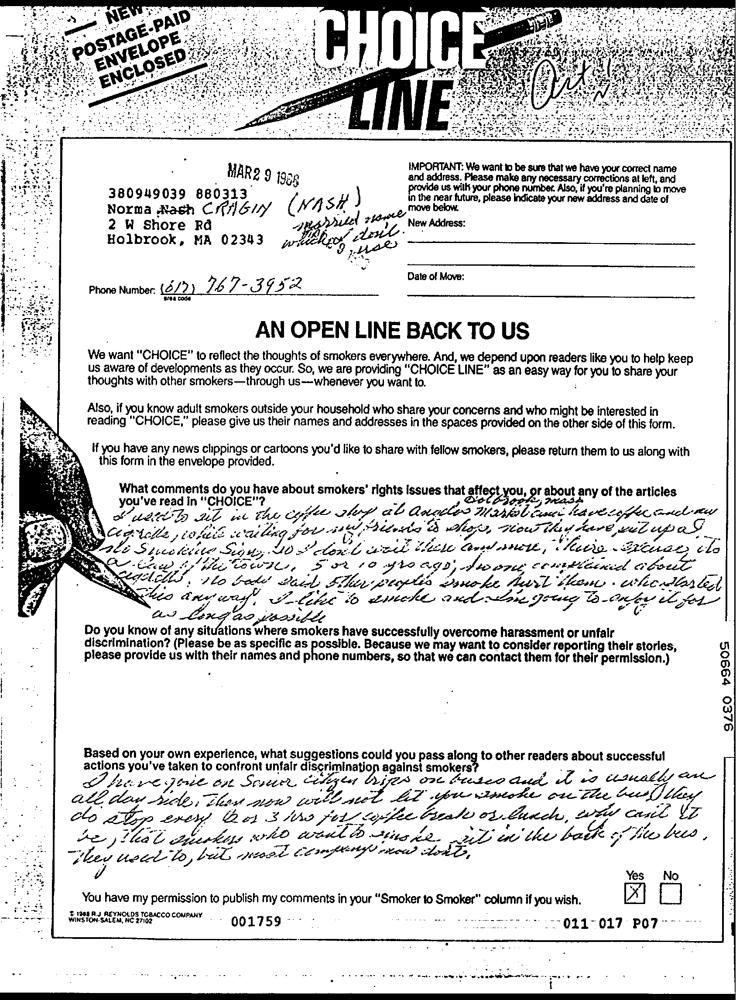 NEW
POSTAGE-PAID
ENVELOPE
ENCLOSED
CHOICE
LINE
Art!
MAR 29 1988
380949039 880313
Norma Nash CRAGIN (NASH)
2 W Shore Rd married name
Holbrook, MA 02343 which I don't use
IMPORTANT: We want to be sure that we have your correct name
and address. Please make any necessary corrections at left, and
provide us with your phone number. Also, if you're planning to move
in the near future, please indicate your new address and date of
move below.
New Address:
Date of Move:
Phone Number: (617) 767-3952
area code
AN OPEN LINE BACK TO US
We want "CHOICE" to reflect the thoughts of smokers everywhere. And, we depend upon readers like you to help keep
us aware of developments as they occur. So, we are providing "CHOICE LINE" as an easy way for you to share your
thoughts with other smokers—through us—whenever you want to.
Also, if you know adult smokers outside your household who share your concerns and who might be interested in
reading "CHOICE," please give us their names and addresses in the spaces provided on the other side of this form.
If you have any news clippings or cartoons you'd like to share with fellow smokers, please return them to us along with
this form in the envelope provided.
What comments do you have about smokers' rights issues that affect you, or about any of the articles
you've read in "CHOICE"? Holbrook, mass
I used to sit in the coffee shop at Angelos Market and have coffee and my
cigarette, while waiting for my friends to shop, now they have put up a
No Smoking Sign, so I don't wait there any more, their excuse, its
a law of the town, 5 or 10 yrs ago, no one complained about
cigarettes, no body said other peoples smoke hurt them. who started
this any way. I like to smoke and I'm going to enjoy it for
as long as possible
Do you know of any situations where smokers have successfully overcome harassment or unfair
discrimination? (Please be as specific as possible. Because we may want to consider reporting their stories,
please provide us with their names and phone numbers, so that we can contact them for their permission.)
Based on your own experience, what suggestions could you pass along to other readers about successful
actions you've taken to confront unfair discrimination against smokers?
I have gone on Senior citizen trips on buses and it is usually an
all day ride, they now will not let you smoke on the bus, they
do stop every 2 or 3 hrs for coffee break or lunch, why can't it
be, that smokers who want to smoke sit in the back of the bus.
They used to, but most company now don't.
Yes No
You have my permission to publish my comments in your "Smoker to Smoker" column if you wish. X
© 1988 R.J. REYNOLDS TOBACCO COMPANY
WINSTON-SALEM, NC 27102
001759
011 017 P07
50664 0376